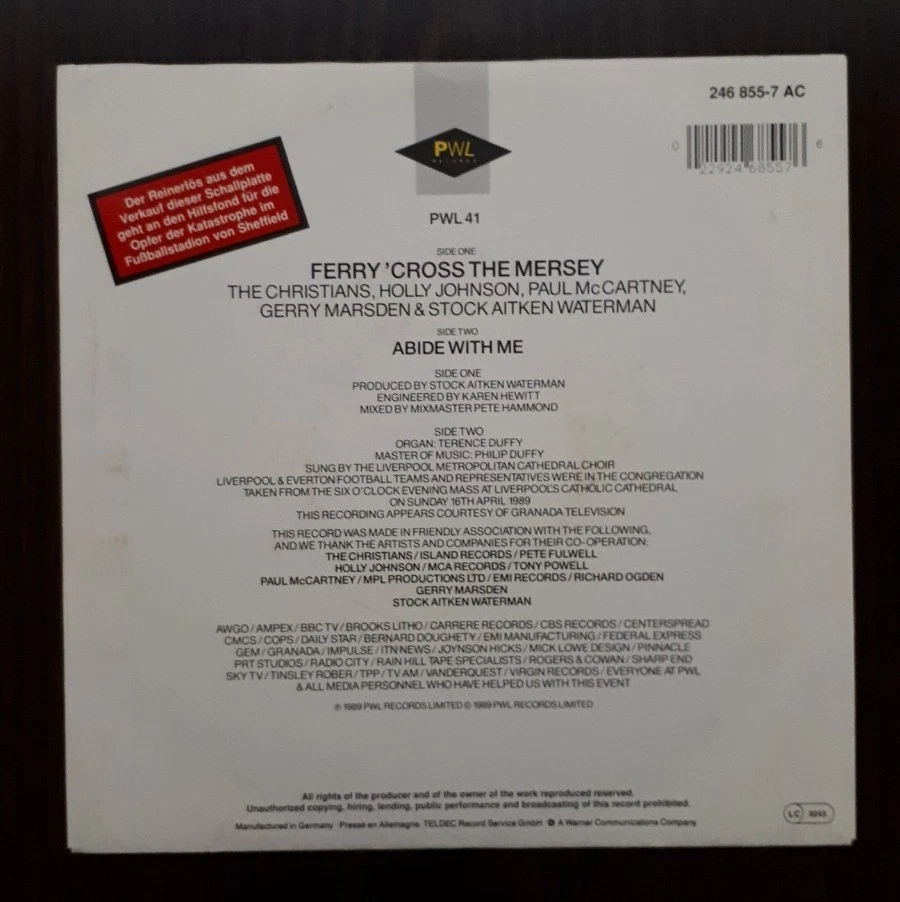 246 855-7 AC
0 22924 68557 6
PWL
RECORDS
Der Reinerlös aus dem
Verkauf dieser Schallplatte
geht an den Hilfsfond für die
Opfer der Katastrophe im
Fußballstadion von Sheffield
PWL 41
SIDE ONE
FERRY 'CROSS THE MERSEY
THE CHRISTIANS, HOLLY JOHNSON, PAUL McCARTNEY,
GERRY MARSDEN & STOCK AITKEN WATERMAN
SIDE TWO
ABIDE WITH ME
SIDE ONE
PRODUCED BY STOCK AITKEN WATERMAN
ENGINEERED BY KAREN HEWITT
MIXED BY MIXMASTER PETE HAMMOND
SIDE TWO
ORGAN: TERENCE DUFFY
MASTER OF MUSIC: PHILIP DUFFY
SUNG BY THE LIVERPOOL METROPOLITAN CATHEDRAL CHOIR
LIVERPOOL & EVERTON FOOTBALL TEAMS AND REPRESENTATIVES WERE IN THE CONGREGATION
TAKEN FROM THE SIX O'CLOCK EVENING MASS AT LIVERPOOL'S CATHOLIC CATHEDRAL
ON SUNDAY 16TH APRIL 1989
THIS RECORDING APPEARS COURTESY OF GRANADA TELEVISION
THIS RECORD WAS MADE IN FRIENDLY ASSOCIATION WITH THE FOLLOWING,
AND WE THANK THE ARTISTS AND COMPANIES FOR THEIR CO-OPERATION:
THE CHRISTIANS / ISLAND RECORDS / PETE FULWELL
HOLLY JOHNSON / MCA RECORDS / TONY POWELL
PAUL McCARTNEY / MPL PRODUCTIONS LTD / EMI RECORDS / RICHARD OGDEN
GERRY MARSDEN
STOCK AITKEN WATERMAN
AWGO / AMPEX / BBC TV / BROOKS LITHO / CARRERE RECORDS / CBS RECORDS / CENTERSPREAD
CMCS / COPS / DAILY STAR / BERNARD DOUGHETY / EMI MANUFACTURING / FEDERAL EXPRESS
GEM / GRANADA / IMPULSE / ITN NEWS / JOYNSON HICKS / MICK LOWE DESIGN / PINNACLE
PRT STUDIOS / RADIO CITY / RAIN HILL TAPE SPECIALISTS / ROGERS & COWAN / SHARP END
SKY TV / TINSLEY ROBER / TPP / TV AM / VANDERQUEST / VIRGIN RECORDS / EVERYONE AT PWL
& ALL MEDIA PERSONNEL WHO HAVE HELPED US WITH THIS EVENT
℗ 1989 PWL RECORDS LIMITED © 1989 PWL RECORDS LIMITED
All rights of the producer and of the owner of the work reproduced reserved.
Unauthorized copying, hiring, lending, public performance and broadcasting of this record prohibited.
Manufactured in Germany · Pressé en Allemagne. TELDEC Record Service GmbH A Warner Communications Company
LC